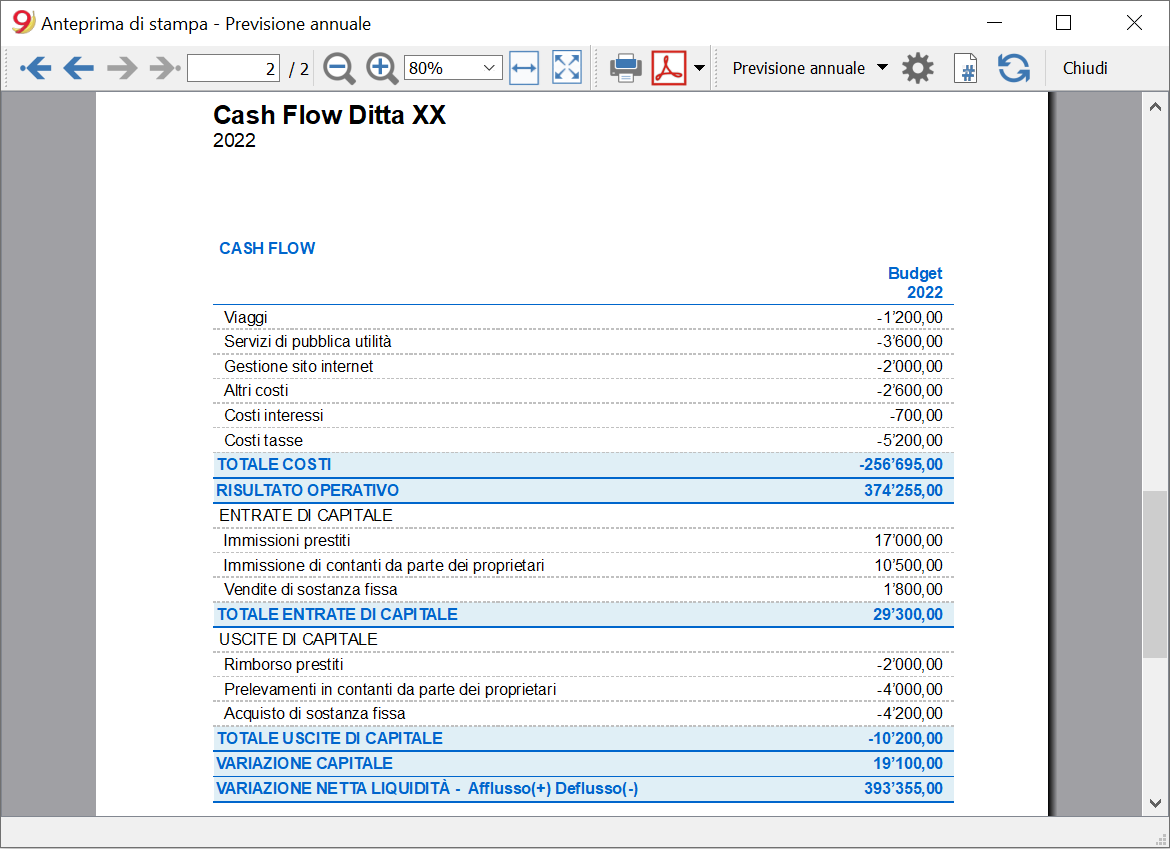 Anteprima di stampa - Previsione annuale
2 / 2 80% Previsione annuale # Chiudi
Cash Flow Ditta XX
2022
CASH FLOW
Budget
2022
Viaggi -1’200,00
Servizi di pubblica utilità -3’600,00
Gestione sito internet -2’000,00
Altri costi -2’600,00
Costi interessi -700,00
Costi tasse -5’200,00
TOTALE COSTI -256’695,00
RISULTATO OPERATIVO 374’255,00
ENTRATE DI CAPITALE
Immissioni prestiti 17’000,00
Immissione di contanti da parte dei proprietari 10’500,00
Vendite di sostanza fissa 1’800,00
TOTALE ENTRATE DI CAPITALE 29’300,00
USCITE DI CAPITALE
Rimborso prestiti -2’000,00
Prelevamenti in contanti da parte dei proprietari -4’000,00
Acquisto di sostanza fissa -4’200,00
TOTALE USCITE DI CAPITALE -10’200,00
VARIAZIONE CAPITALE 19’100,00
VARIAZIONE NETTA LIQUIDITÀ - Afflusso(+) Deflusso(-) 393’355,00